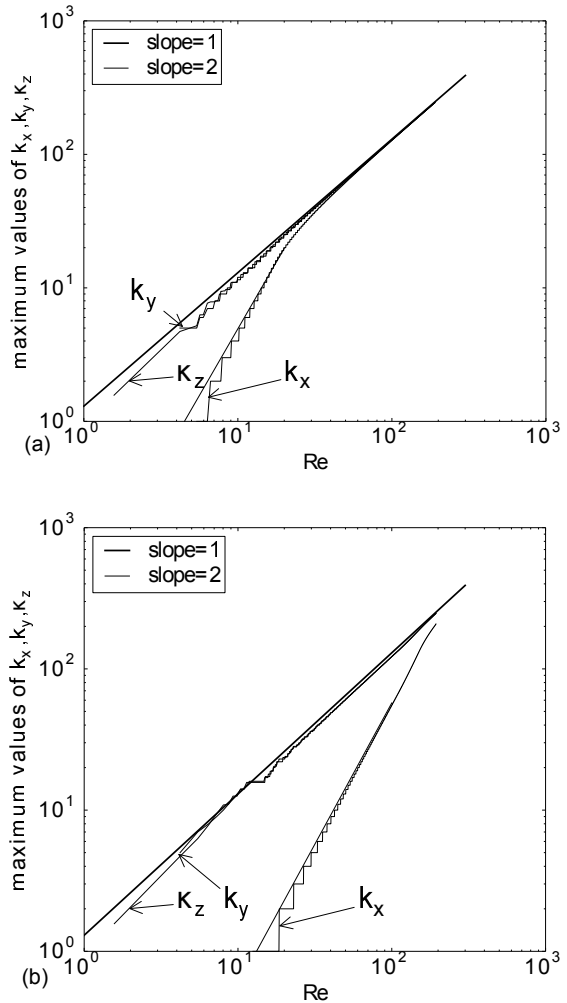 10^3
slope=1
slope=2
10^2
maximum values of k_x,k_y,κ_z
10^1
k_y
κ_z
k_x
10^0
(a)
10^0 10^1 10^2 10^3
Re
10^3
slope=1
slope=2
10^2
maximum values of k_x,k_y,κ_z
10^1
κ_z k_y k_x
10^0
(b)
10^0 10^1 10^2 10^3
Re